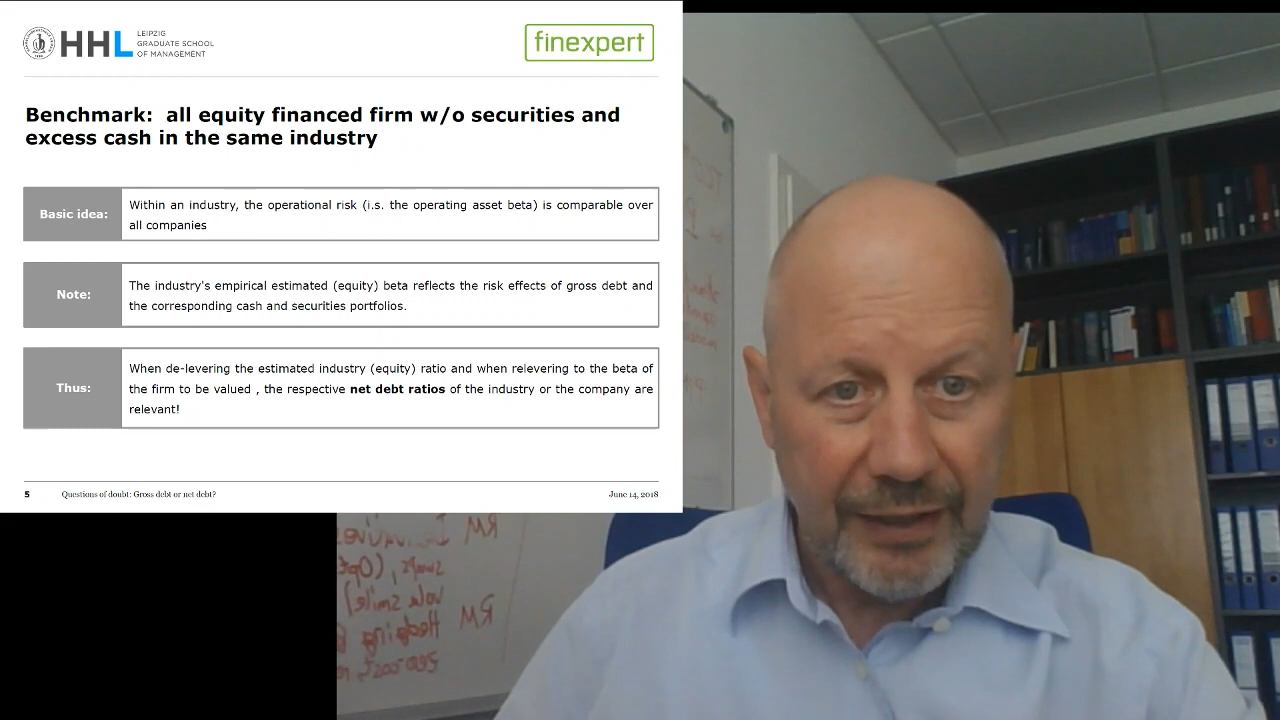 HHL
LEIPZIG
GRADUATE SCHOOL
OF MANAGEMENT
finexpert
Benchmark: all equity financed firm w/o securities and
excess cash in the same industry
Basic idea:
Within an industry, the operational risk (i.s. the operating asset beta) is comparable over
all companies
Note:
The industry's empirical estimated (equity) beta reflects the risk effects of gross debt and
the corresponding cash and securities portfolios.
Thus:
When de-levering the estimated industry (equity) ratio and when relevering to the beta of
the firm to be valued , the respective net debt ratios of the industry or the company are
relevant!
5
Questions of doubt: Gross debt or net debt?
June 14, 2018
RM
Swaps, (Opt
Vola Smile)
RM
Hedging